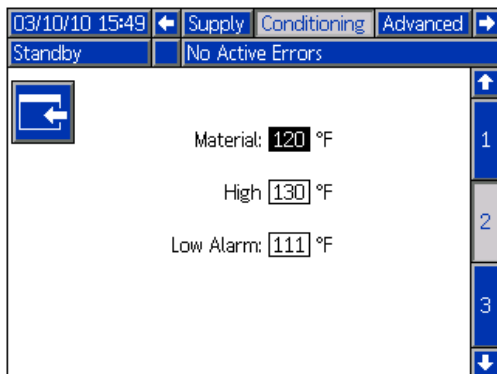 03/10/10 15:49 Supply Conditioning Advanced
Standby No Active Errors
Material: 120 °F
1
High 130 °F
2
Low Alarm: 111 °F
3